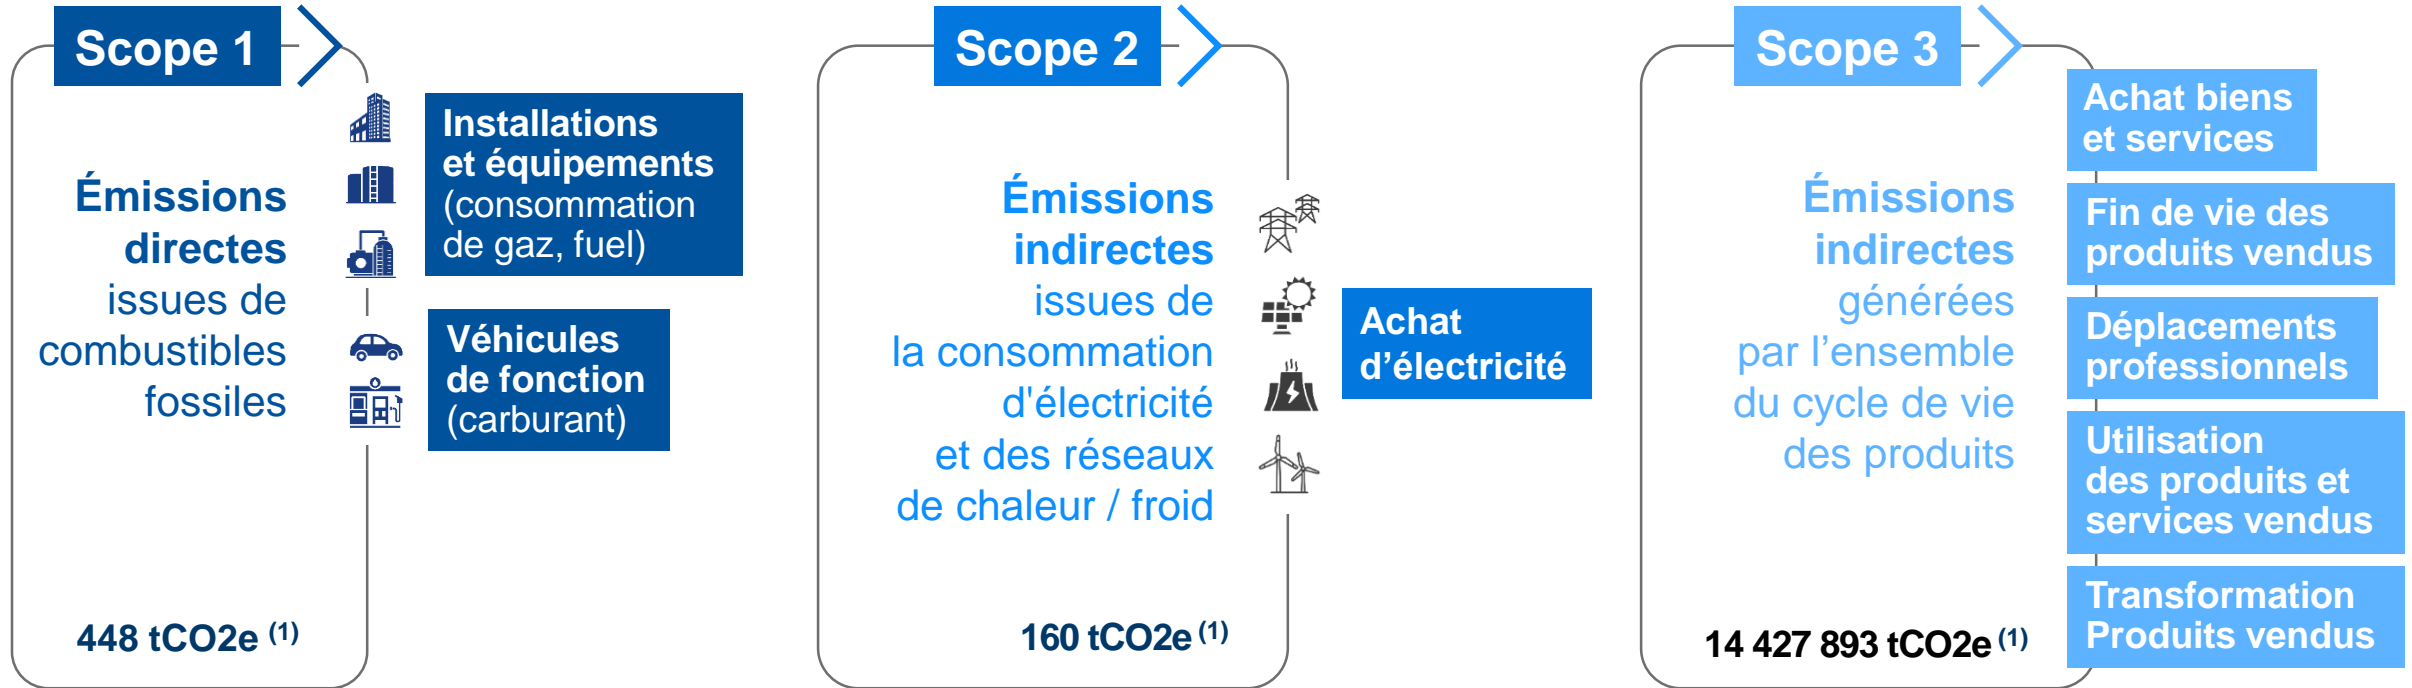 Scope 1
Émissions
directes
issues de
combustibles
fossiles
Installations
et équipements
(consommation
de gaz, fuel)
Véhicules
de fonction
(carburant)
448 tCO2e (1)
Scope 2
Émissions
indirectes
issues de
la consommation
d'électricité
et des réseaux
de chaleur / froid
Achat
d’électricité
160 tCO2e (1)
Scope 3
Émissions
indirectes
générées
par l’ensemble
du cycle de vie
des produits
Achat biens
et services
Fin de vie des
produits vendus
Déplacements
professionnels
Utilisation
des produits et
services vendus
Transformation
Produits vendus
14 427 893 tCO2e (1)